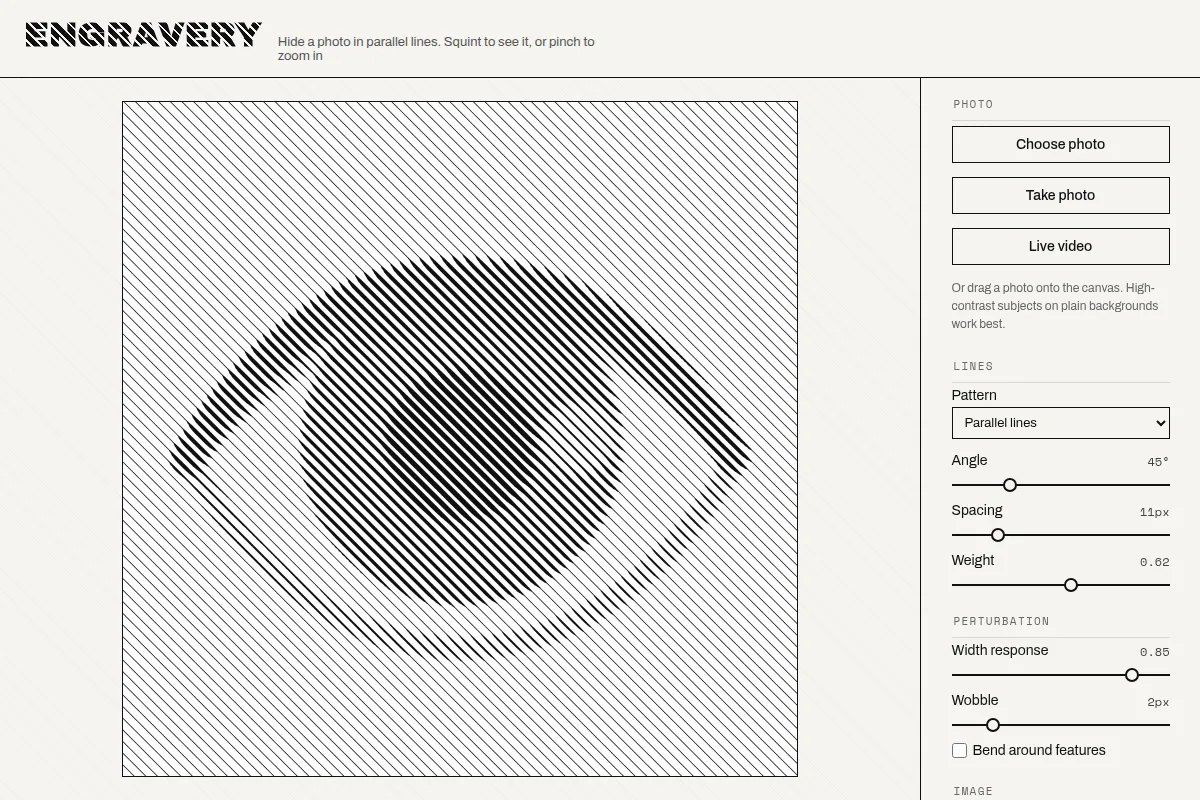 ENGRAVERY
Hide a photo in parallel lines. Squint to see it, or pinch to
zoom in
PHOTO
Choose photo
Take photo
Live video
Or drag a photo onto the canvas. High-
contrast subjects on plain backgrounds
work best.
LINES
Pattern
Parallel lines
Angle 45°
Spacing 11px
Weight 0.62
PERTURBATION
Width response 0.85
Wobble 2px
Bend around features
IMAGE